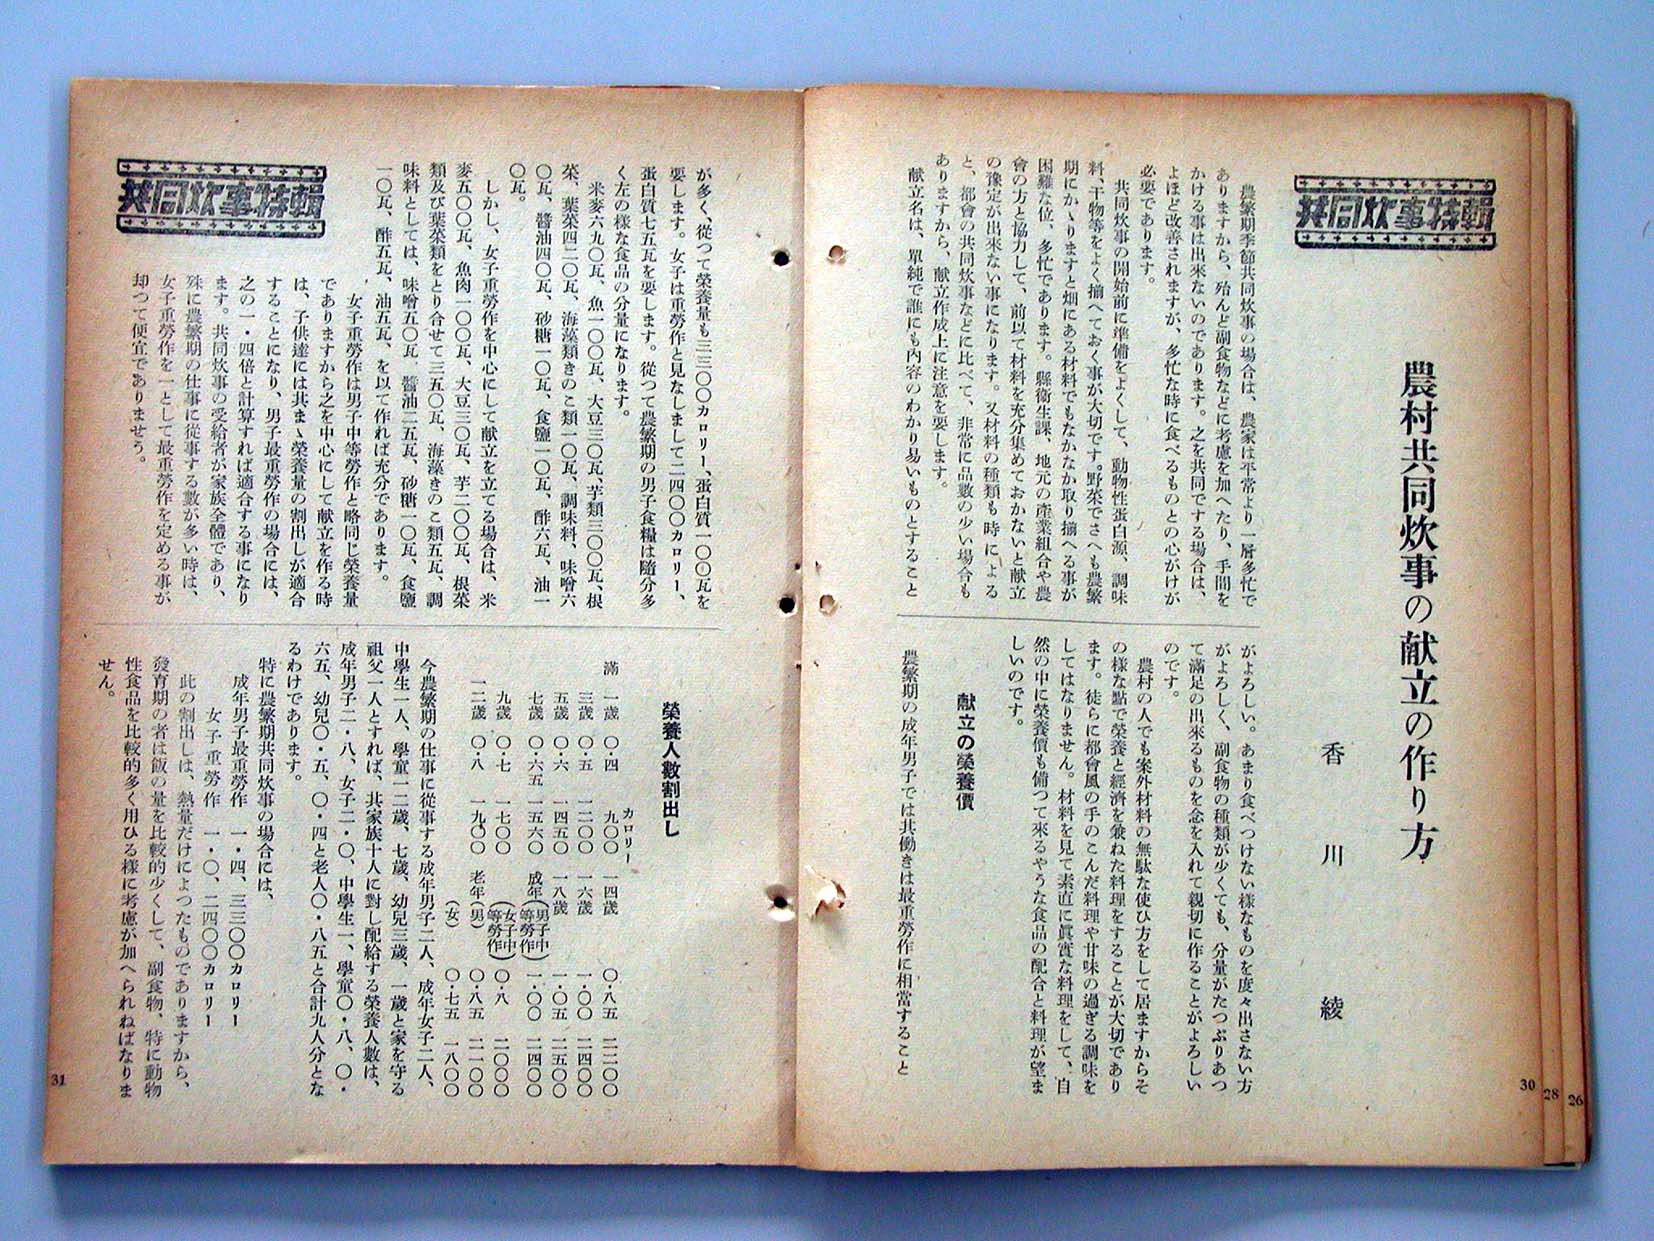 共同炊事特輯
農村共同炊事の献立の作り方
香川綾
農繁期季節共同炊事の場合は、農家は平常より一層多忙で
ありますから、殆んど副食物などに考慮を加へたり、手間を
かける事は出來ないのであります。之を共同でする場合は、
よほど改善されますが、多忙な時に食べるものとの心がけが
必要であります。
共同炊事の開始前に準備をよくして、動物性蛋白源、調味
料、干物等をよく揃へておく事が大切です。野菜でさへも農繁
期にかゝりますと畑にある材料でもなかなか取り揃へる事が
困難な位、多忙であります。縣衞生課、地元の產業組合や農
會の方と協力して、前以て材料を充分集めておかないと献立
の豫定が出來ない事になります。又材料の種類も時による
と、都會の共同炊事などに比べて、非常に品數の少い場合も
ありますから、献立作成上に注意を要します。
献立名は、單純で誰にも內容のわかり易いものとすること
がよろしい。あまり食べつけない樣なものを度々出さない方
がよろしく、副食物の種類が少くても、分量がたつぷりあつ
て滿足の出來るものを念を入れて親切に作ることがよろしい
のです。
農村の人でも案外材料の無駄な使ひ方をして居ますからそ
の樣な點で榮養と經濟を兼ねた料理をすることが大切であり
ます。徒らに都會風の手のこんだ料理や甘味の過ぎる調味を
してはなりません。材料を見て素直に眞實な料理をして、自
然の中に榮養價も備つて來るやうな食品の配合と料理が望ま
しいのです。
献立の榮養價
農繁期の成年男子では共働きは最重勞作に相當すること
30
28
26
が多く、從つて榮養量も三三〇〇カロリー、蛋白質一〇〇瓦を
要します。女子は重勞作と見なしまして二四〇〇カロリー、
蛋白質七五瓦を要します。從つて農繁期の男子食糧は隨分多
く左の樣な食品の分量になります。
米麥六九〇瓦、魚一〇〇瓦、大豆三〇瓦、芋類三〇〇瓦、根
菜、葉菜四二〇瓦、海藻類きのこ類一〇瓦、調味料、味噌六
〇瓦、醬油四〇瓦、砂糖一〇瓦、食鹽一〇瓦、酢六瓦、油一
〇瓦。
しかし、女子重勞作を中心にして献立を立てる場合は、米
麥五〇〇瓦、魚肉一〇〇瓦、大豆三〇瓦、芋二〇〇瓦、根菜
類及び葉菜類をとり合せて三五〇瓦、海藻きのこ類五瓦、調
味料としては、味噌五〇瓦 醬油二五瓦、砂糖一〇瓦、食鹽
一〇瓦、酢五瓦、油五瓦、を以て作れば充分であります。
共同炊事特輯
女子重勞作は男子中等勞作と略同じ榮養量
でありますから之を中心にして献立を作る時
は、子供達には其まゝ榮養量の割出しが適合
することになり、男子最重勞作の場合には、
之の一・四倍と計算すれば適合する事になり
ます。共同炊事の受給者が家族全體であり、
殊に農繁期の仕事に從事する數が多い時は、
女子重勞作を一として最重勞作を定める事が
却つて便宜でありませう。
榮養人數割出し
カロリー
滿 一歲 〇・四 九〇〇 一四歲 〇・八五 二二〇〇
三歲 〇・五 一二〇〇 一六歲 一・〇〇 二四〇〇
五歲 〇・六 一四五〇 一八歲 一・〇五 二五〇〇
七歲 〇・六五 一五六〇 成年(男子中等勞作) 一・〇〇 二四〇〇
九歲 〇・七 一七〇〇 (女子中等勞作) 〇・八 二〇〇〇
一二歲 〇・八 一九〇〇 老年(男) 〇・八五 二一〇〇
(女) 〇・七五 一八〇〇
今農繁期の仕事に從事する成年男子二人、成年女子二人、
中學生一人、學童一二歲、七歲、幼兒三歲、一歲と家を守る
祖父一人とすれば、共家族十人に對し配給する榮養人數は、
成年男子二・八、女子二・〇、中學生一、學童〇・八、〇・
六五、幼兒〇・五、〇・四と老人〇・八五と合計九人分とな
るわけであります。
特に農繁期共同炊事の場合には、
成年男子最重勞作 一・四、三三〇〇カロリー
女子重勞作 一・〇、二四〇〇カロリー
此の割出しは、熱量だけによつたものでありますから、
發育期の者は飯の量を比較的少くして、副食物、特に動物
性食品を比較的多く用ひる樣に考慮が加へられねばなりま
せん。
31